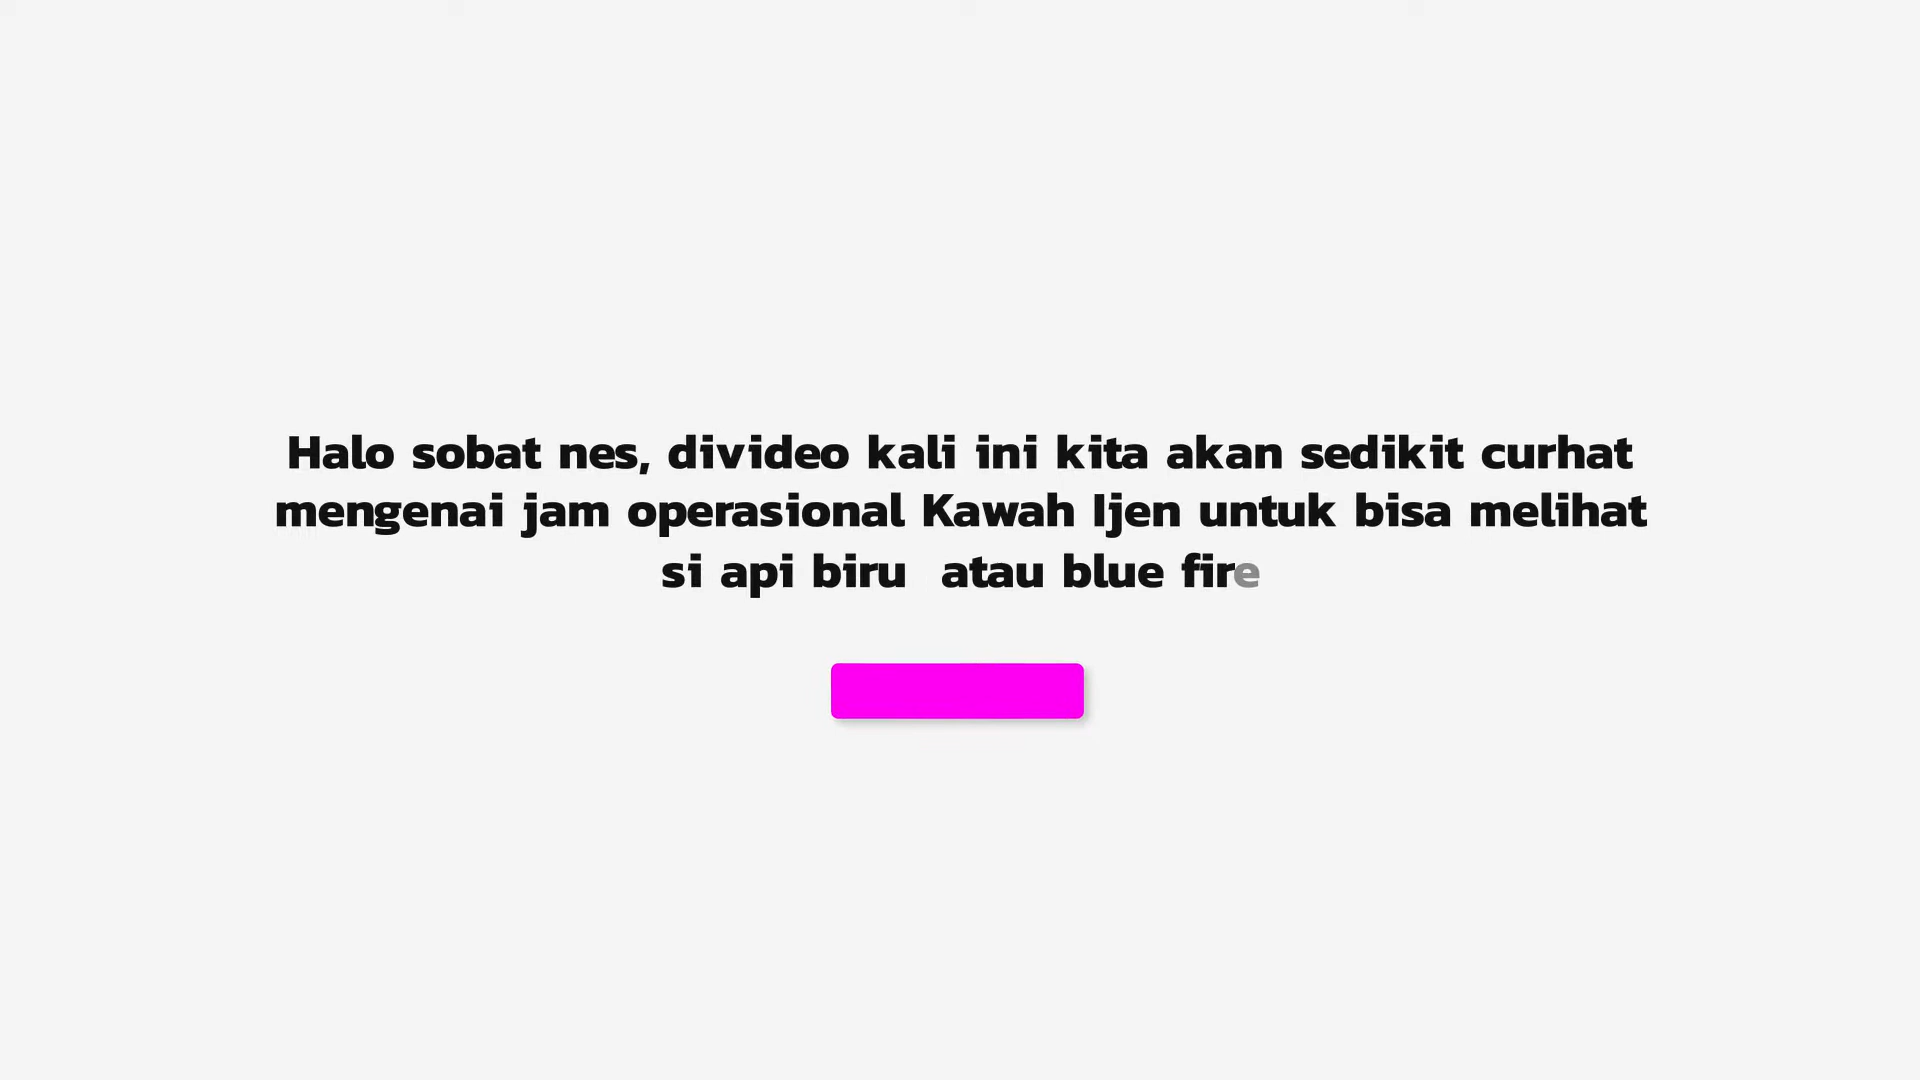 Halo sobat nes, divideo kali ini kita akan sedikit curhat
mengenai jam operasional Kawah Ijen untuk bisa melihat
si api biru  atau blue fire